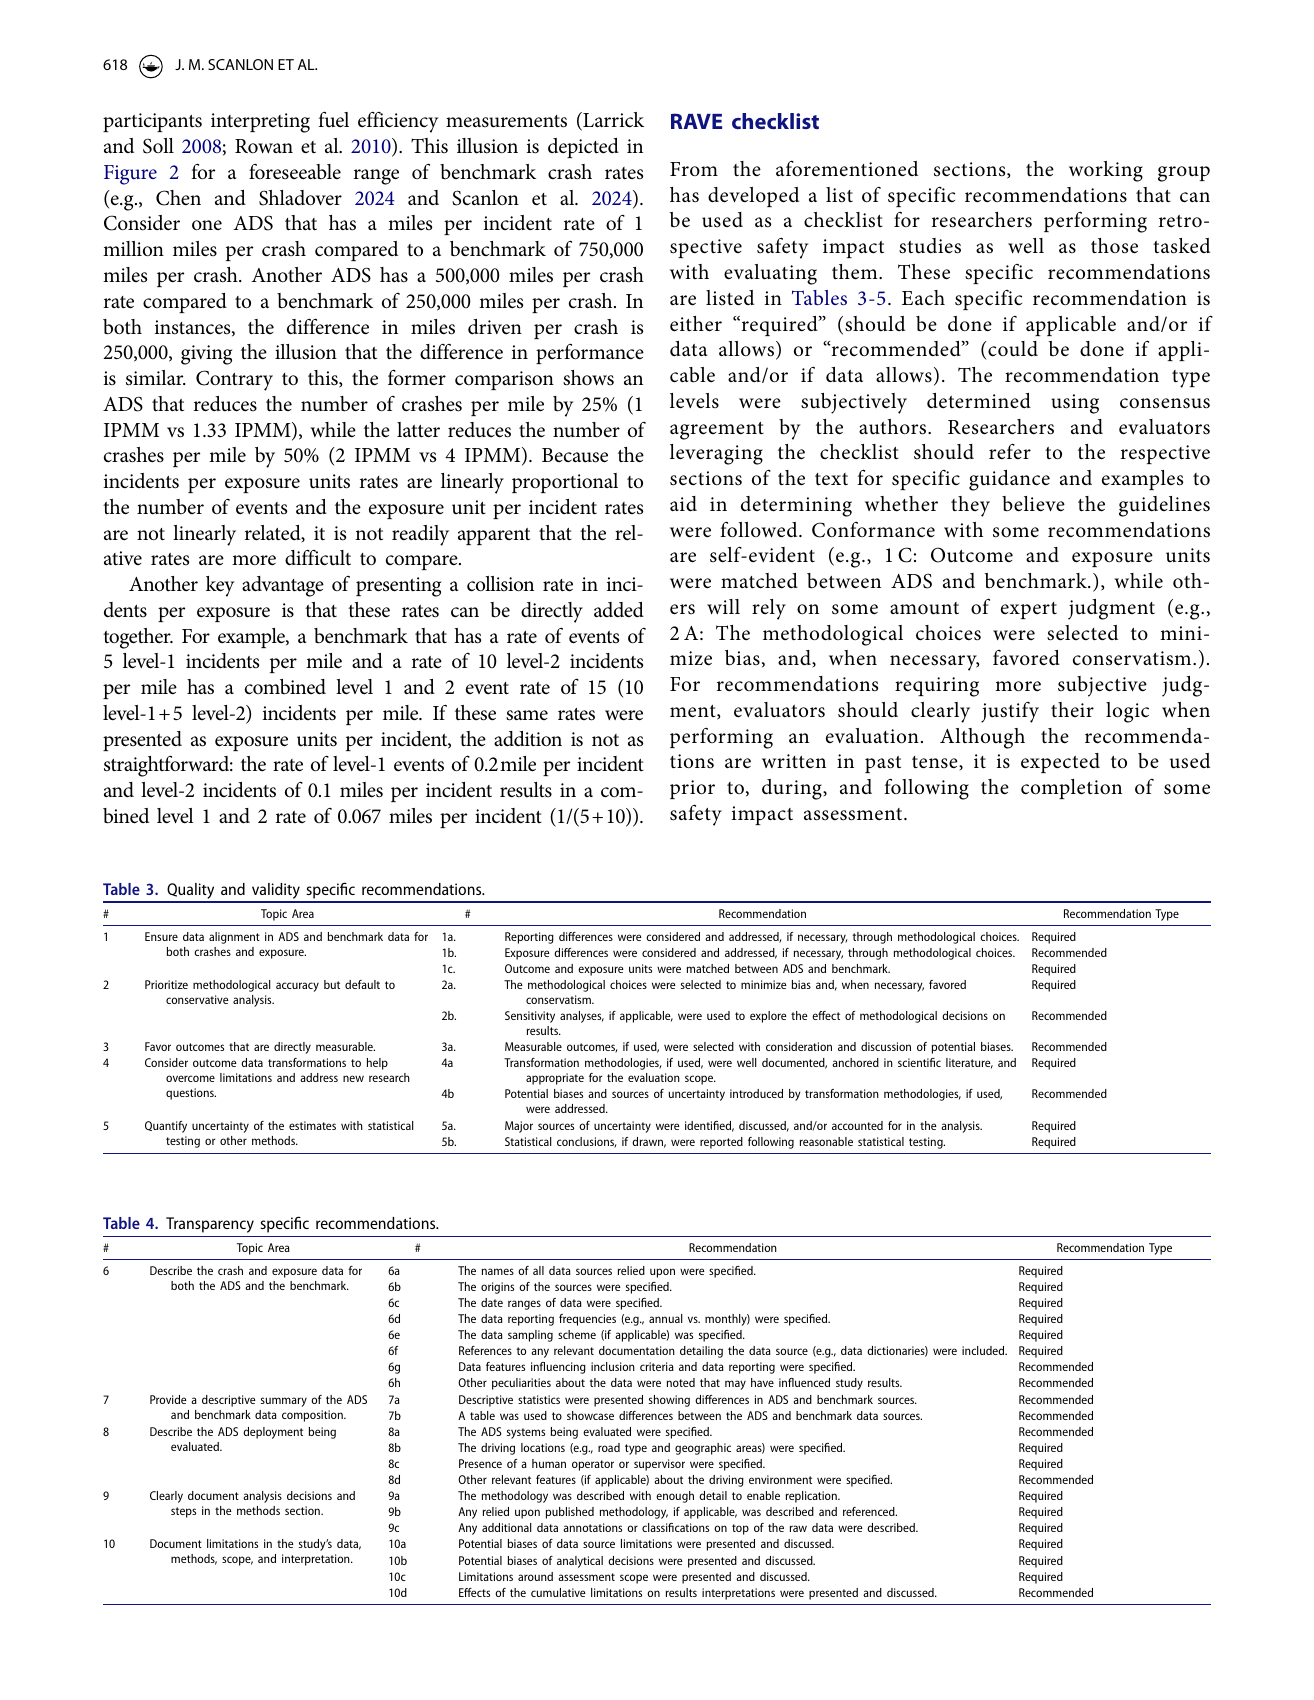 618 J. M. SCANLON ET AL.
participants interpreting fuel efficiency measurements (Larrick
and Soll 2008; Rowan et al. 2010). This illusion is depicted in
Figure 2 for a foreseeable range of benchmark crash rates
(e.g., Chen and Shladover 2024 and Scanlon et al. 2024).
Consider one ADS that has a miles per incident rate of 1
million miles per crash compared to a benchmark of 750,000
miles per crash. Another ADS has a 500,000 miles per crash
rate compared to a benchmark of 250,000 miles per crash. In
both instances, the difference in miles driven per crash is
250,000, giving the illusion that the difference in performance
is similar. Contrary to this, the former comparison shows an
ADS that reduces the number of crashes per mile by 25% (1
IPMM vs 1.33 IPMM), while the latter reduces the number of
crashes per mile by 50% (2 IPMM vs 4 IPMM). Because the
incidents per exposure units rates are linearly proportional to
the number of events and the exposure unit per incident rates
are not linearly related, it is not readily apparent that the rel-
ative rates are more difficult to compare.
Another key advantage of presenting a collision rate in inci-
dents per exposure is that these rates can be directly added
together. For example, a benchmark that has a rate of events of
5 level-1 incidents per mile and a rate of 10 level-2 incidents
per mile has a combined level 1 and 2 event rate of 15 (10
level-1+5 level-2) incidents per mile. If these same rates were
presented as exposure units per incident, the addition is not as
straightforward: the rate of level-1 events of 0.2 mile per incident
and level-2 incidents of 0.1 miles per incident results in a com-
bined level 1 and 2 rate of 0.067 miles per incident (1/(5+10)).
RAVE checklist
From the aforementioned sections, the working group
has developed a list of specific recommendations that can
be used as a checklist for researchers performing retro-
spective safety impact studies as well as those tasked
with evaluating them. These specific recommendations
are listed in Tables 3-5. Each specific recommendation is
either “required” (should be done if applicable and/or if
data allows) or “recommended” (could be done if appli-
cable and/or if data allows). The recommendation type
levels were subjectively determined using consensus
agreement by the authors. Researchers and evaluators
leveraging the checklist should refer to the respective
sections of the text for specific guidance and examples to
aid in determining whether they believe the guidelines
were followed. Conformance with some recommendations
are self-evident (e.g., 1 C: Outcome and exposure units
were matched between ADS and benchmark.), while oth-
ers will rely on some amount of expert judgment (e.g.,
2 A: The methodological choices were selected to mini-
mize bias, and, when necessary, favored conservatism.).
For recommendations requiring more subjective judg-
ment, evaluators should clearly justify their logic when
performing an evaluation. Although the recommenda-
tions are written in past tense, it is expected to be used
prior to, during, and following the completion of some
safety impact assessment.
Table 3. Quality and validity specific recommendations.
# Topic Area # Recommendation Recommendation Type
1 Ensure data alignment in ADS and benchmark data for 1a. Reporting differences were considered and addressed, if necessary, through methodological choices. Required
both crashes and exposure. 1b. Exposure differences were considered and addressed, if necessary, through methodological choices. Recommended
1c. Outcome and exposure units were matched between ADS and benchmark. Required
2 Prioritize methodological accuracy but default to 2a. The methodological choices were selected to minimize bias and, when necessary, favored Required
conservative analysis. conservatism.
2b. Sensitivity analyses, if applicable, were used to explore the effect of methodological decisions on Recommended
results.
3 Favor outcomes that are directly measurable. 3a. Measurable outcomes, if used, were selected with consideration and discussion of potential biases. Recommended
4 Consider outcome data transformations to help 4a Transformation methodologies, if used, were well documented, anchored in scientific literature, and Required
overcome limitations and address new research appropriate for the evaluation scope.
questions. 4b Potential biases and sources of uncertainty introduced by transformation methodologies, if used, Recommended
were addressed.
5 Quantify uncertainty of the estimates with statistical 5a. Major sources of uncertainty were identified, discussed, and/or accounted for in the analysis. Required
testing or other methods. 5b. Statistical conclusions, if drawn, were reported following reasonable statistical testing. Required
Table 4. Transparency specific recommendations.
# Topic Area # Recommendation Recommendation Type
6 Describe the crash and exposure data for 6a The names of all data sources relied upon were specified. Required
both the ADS and the benchmark. 6b The origins of the sources were specified. Required
6c The date ranges of data were specified. Required
6d The data reporting frequencies (e.g., annual vs. monthly) were specified. Required
6e The data sampling scheme (if applicable) was specified. Required
6f References to any relevant documentation detailing the data source (e.g., data dictionaries) were included. Required
6g Data features influencing inclusion criteria and data reporting were specified. Recommended
6h Other peculiarities about the data were noted that may have influenced study results. Recommended
7 Provide a descriptive summary of the ADS 7a Descriptive statistics were presented showing differences in ADS and benchmark sources. Recommended
and benchmark data composition. 7b A table was used to showcase differences between the ADS and benchmark data sources. Recommended
8 Describe the ADS deployment being 8a The ADS systems being evaluated were specified. Recommended
evaluated. 8b The driving locations (e.g., road type and geographic areas) were specified. Required
8c Presence of a human operator or supervisor were specified. Required
8d Other relevant features (if applicable) about the driving environment were specified. Recommended
9 Clearly document analysis decisions and 9a The methodology was described with enough detail to enable replication. Required
steps in the methods section. 9b Any relied upon published methodology, if applicable, was described and referenced. Required
9c Any additional data annotations or classifications on top of the raw data were described. Required
10 Document limitations in the study’s data, 10a Potential biases of data source limitations were presented and discussed. Required
methods, scope, and interpretation. 10b Potential biases of analytical decisions were presented and discussed. Required
10c Limitations around assessment scope were presented and discussed. Required
10d Effects of the cumulative limitations on results interpretations were presented and discussed. Recommended